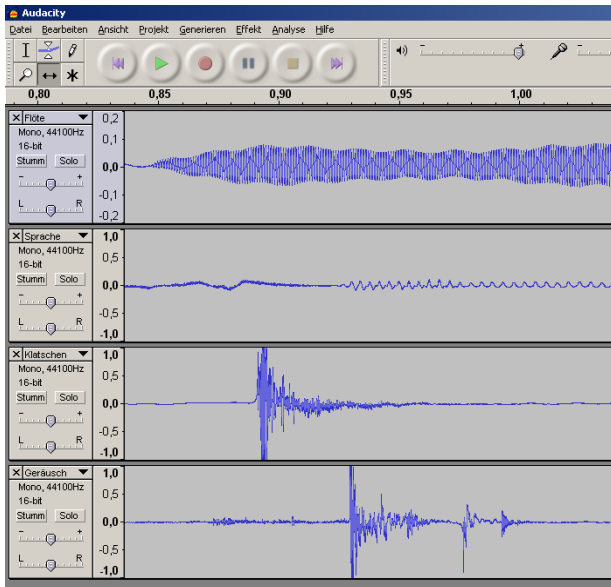 Audacity
Datei Bearbeiten Ansicht Projekt Generieren Effekt Analyse Hilfe
0,80 0,85 0,90 0,95 1,00
Flöte
Mono, 44100Hz
16-bit
Stumm Solo
- +
L R
0,2
0,1
0,0
-0,1
-0,2
Sprache
Mono, 44100Hz
16-bit
Stumm Solo
- +
L R
1,0
0,5
0,0
-0,5
-1,0
Klatschen
Mono, 44100Hz
16-bit
Stumm Solo
- +
L R
1,0
0,5
0,0
-0,5
-1,0
Geräusch
Mono, 44100Hz
16-bit
Stumm Solo
- +
L R
1,0
0,5
0,0
-0,5
-1,0